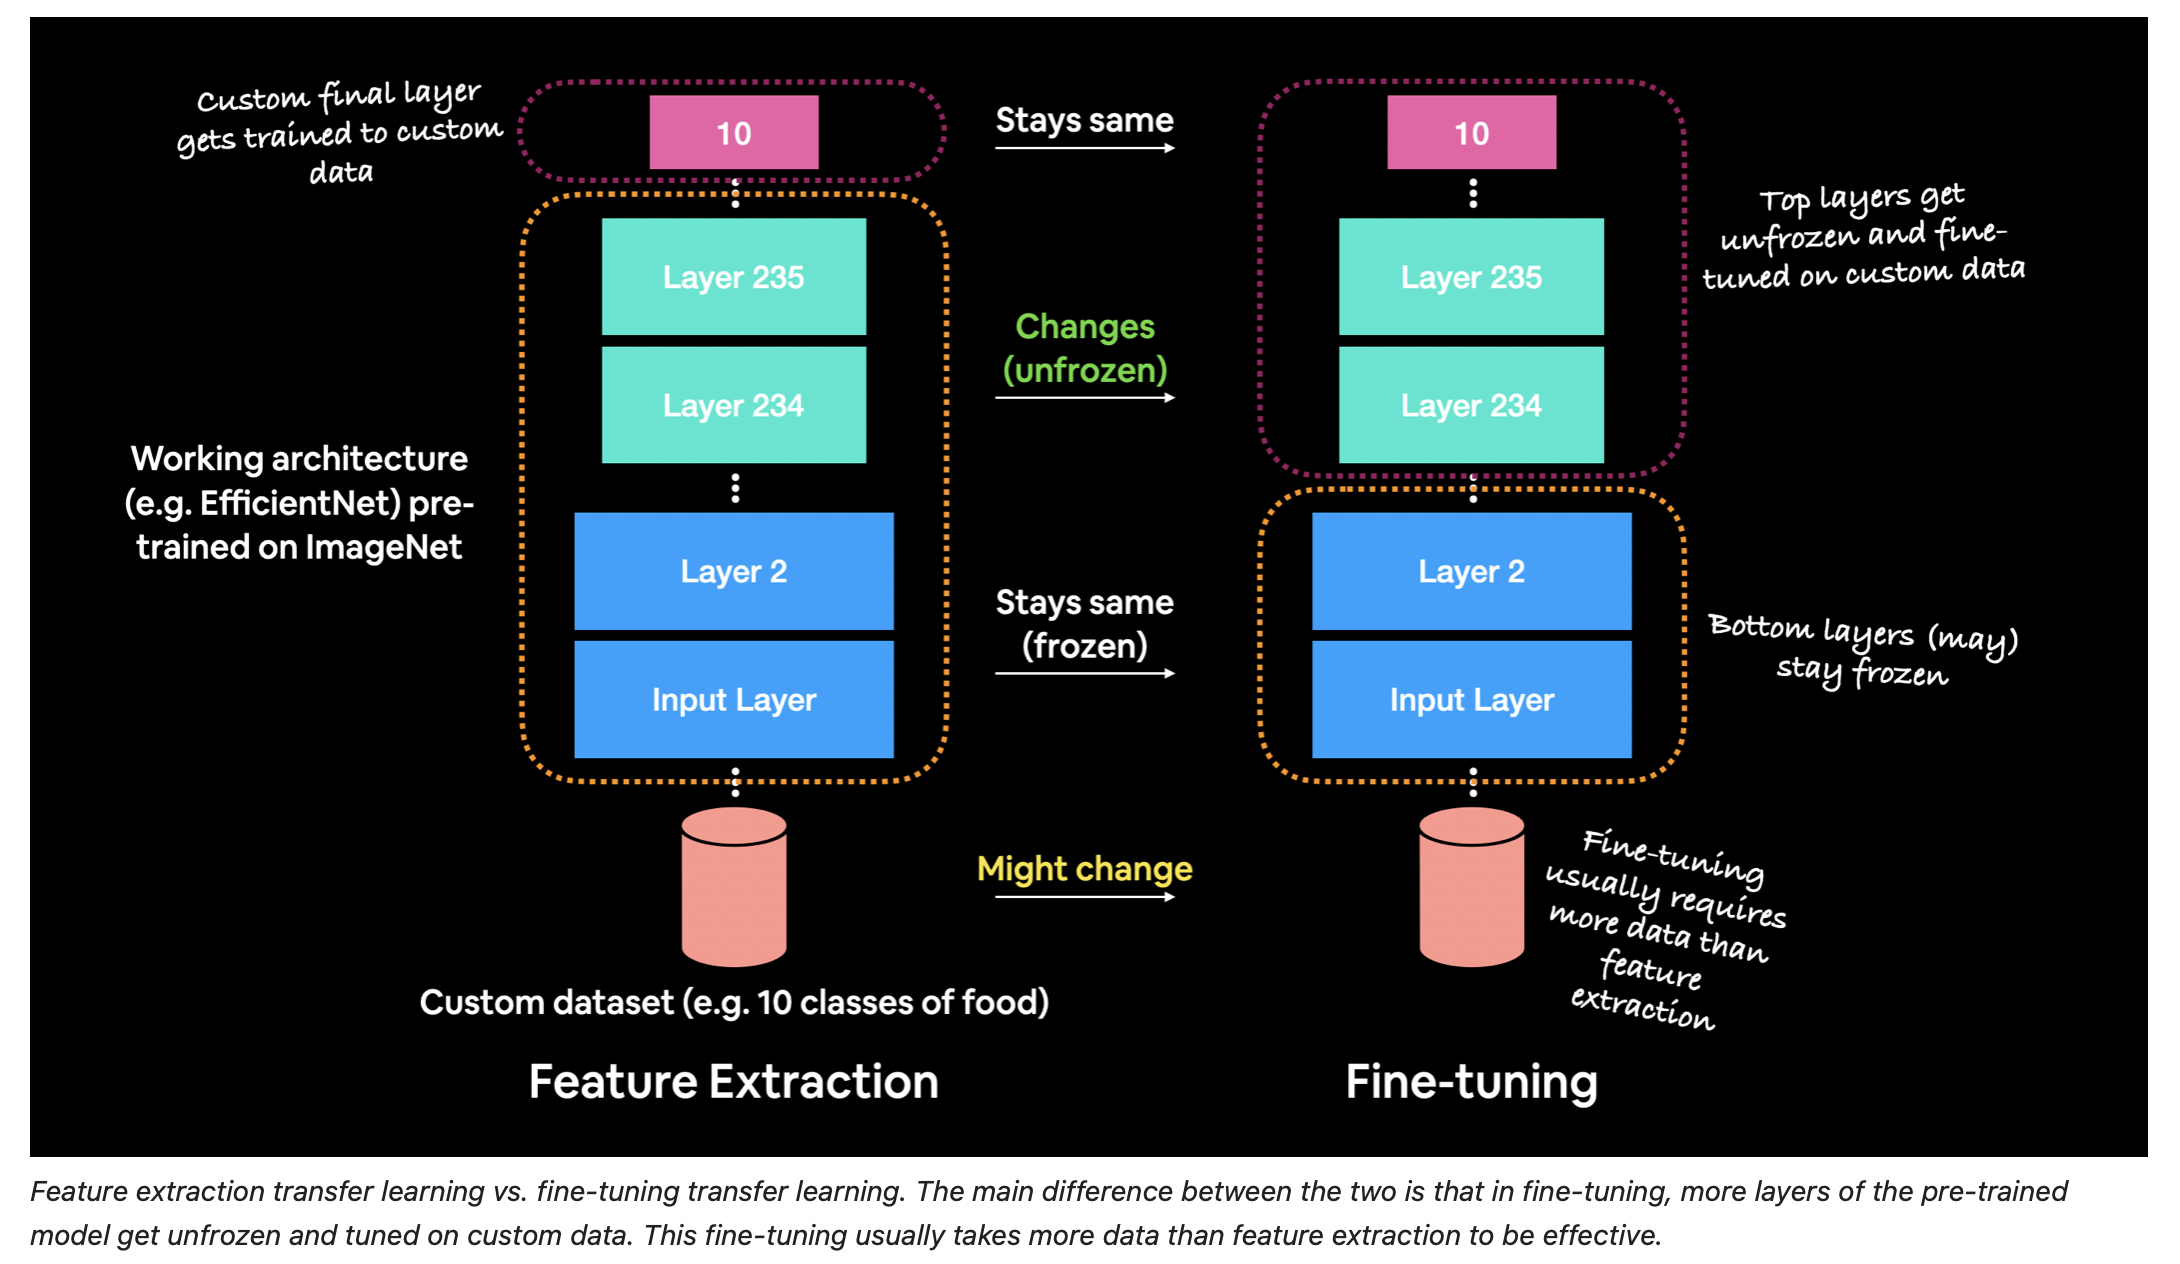 Custom final layer
gets trained to custom
data
10
Stays same
10
Layer 235
Layer 235
Top layers get
unfrozen and fine-
tuned on custom data
Changes
(unfrozen)
Layer 234
Layer 234
Working architecture
(e.g. EfficientNet) pre-
trained on ImageNet
Layer 2
Layer 2
Stays same
(frozen)
Bottom layers (may)
stay frozen
Input Layer
Input Layer
Might change
Fine-tuning
usually requires
more data than
feature
extraction
Custom dataset (e.g. 10 classes of food)
Feature Extraction
Fine-tuning
Feature extraction transfer learning vs. fine-tuning transfer learning. The main difference between the two is that in fine-tuning, more layers of the pre-trained
model get unfrozen and tuned on custom data. This fine-tuning usually takes more data than feature extraction to be effective.